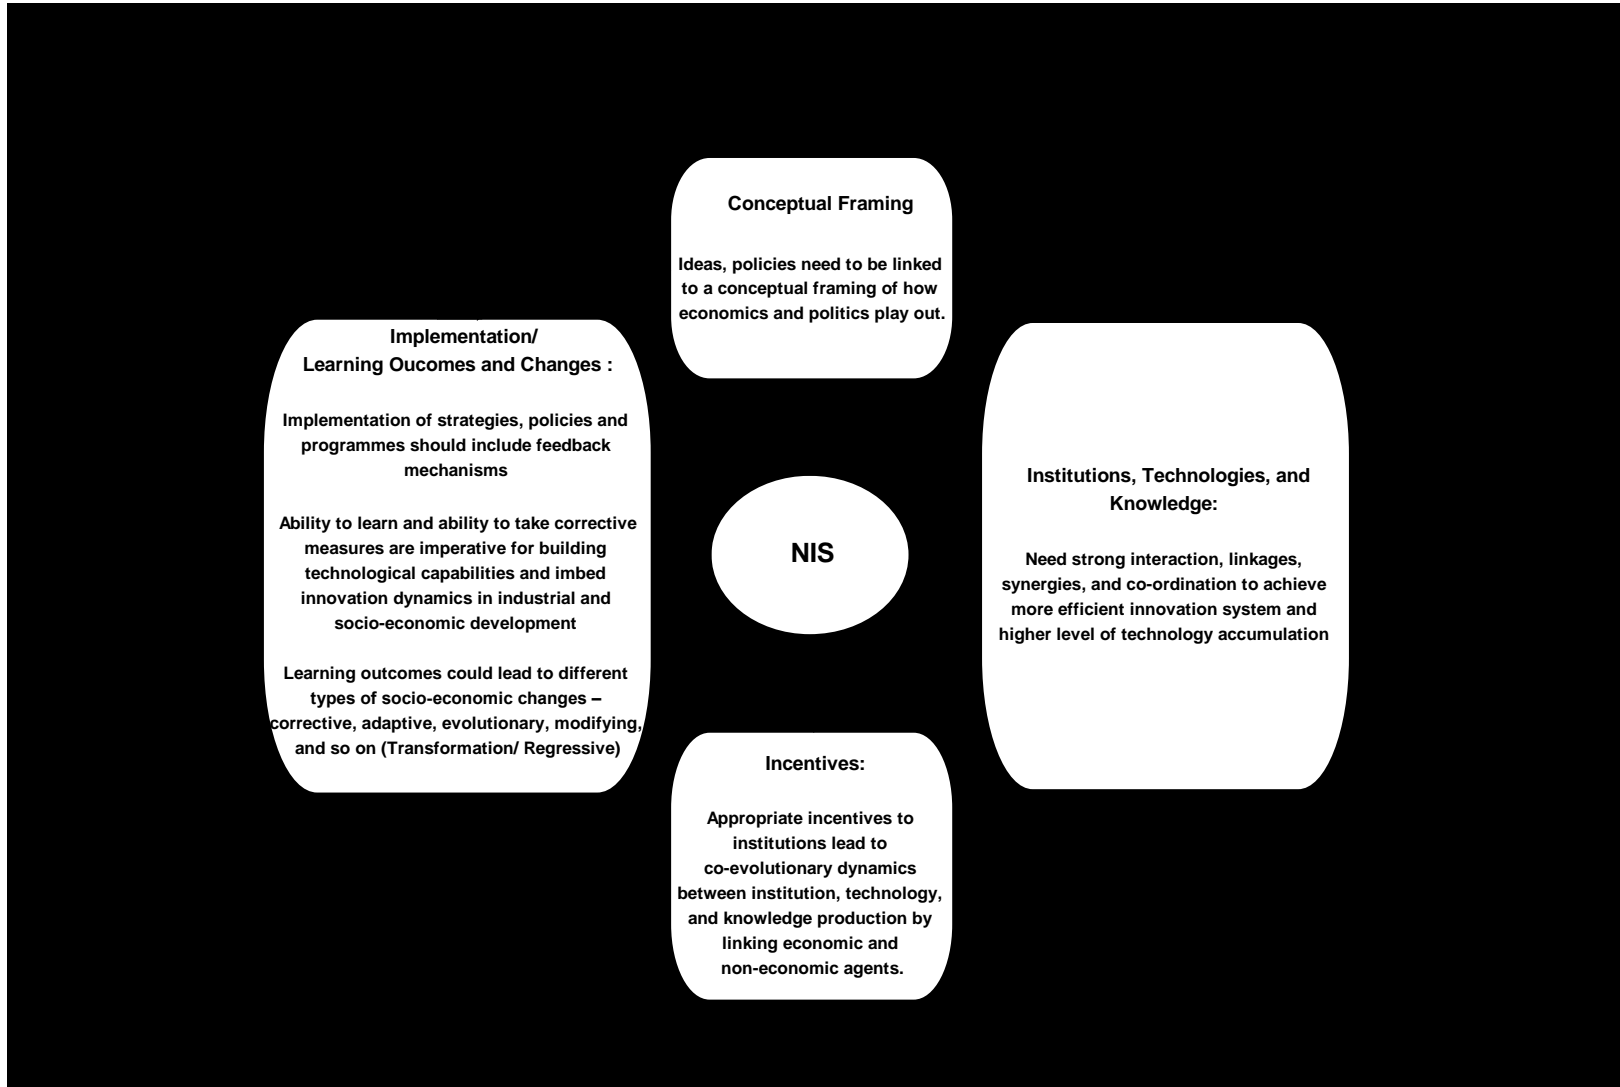 Conceptual Framing
Ideas, policies need to be linked
to a conceptual framing of how
economics and politics play out.
Implementation/
Learning Oucomes and Changes :
Implementation of strategies, policies and
programmes should include feedback
mechanisms
Ability to learn and ability to take corrective
measures are imperative for building
technological capabilities and imbed
innovation dynamics in industrial and
socio-economic development
Learning outcomes could lead to different
types of socio-economic changes –
corrective, adaptive, evolutionary, modifying,
and so on (Transformation/ Regressive)
NIS
Institutions, Technologies, and
Knowledge:
Need strong interaction, linkages,
synergies, and co-ordination to achieve
more efficient innovation system and
higher level of technology accumulation
Incentives:
Appropriate incentives to
institutions lead to
co-evolutionary dynamics
between institution, technology,
and knowledge production by
linking economic and
non-economic agents.